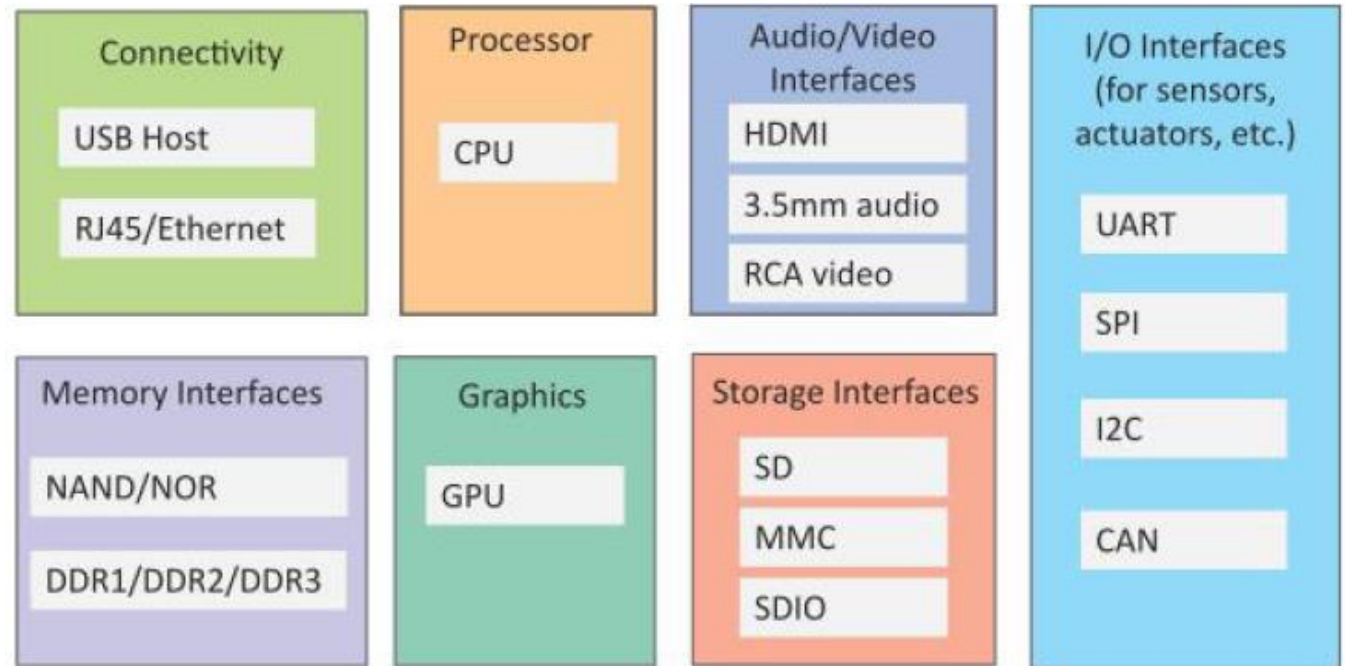 Connectivity
USB Host
RJ45/Ethernet
Processor
CPU
Audio/Video
Interfaces
HDMI
3.5mm audio
RCA video
I/O Interfaces
(for sensors,
actuators, etc.)
UART
SPI
I2C
CAN
Memory Interfaces
NAND/NOR
DDR1/DDR2/DDR3
Graphics
GPU
Storage Interfaces
SD
MMC
SDIO